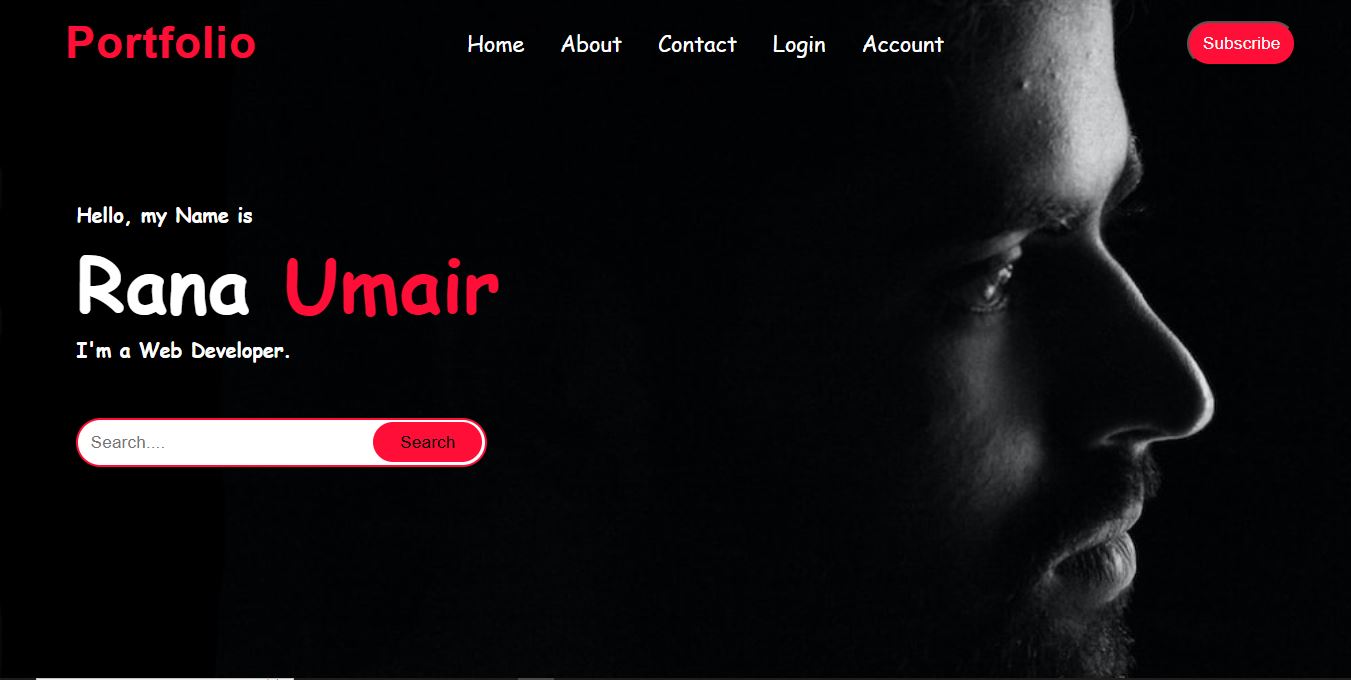 Portfolio
Home About Contact Login Account
Subscribe
Hello, my Name is
Rana Umair
I'm a Web Developer.
Search....
Search